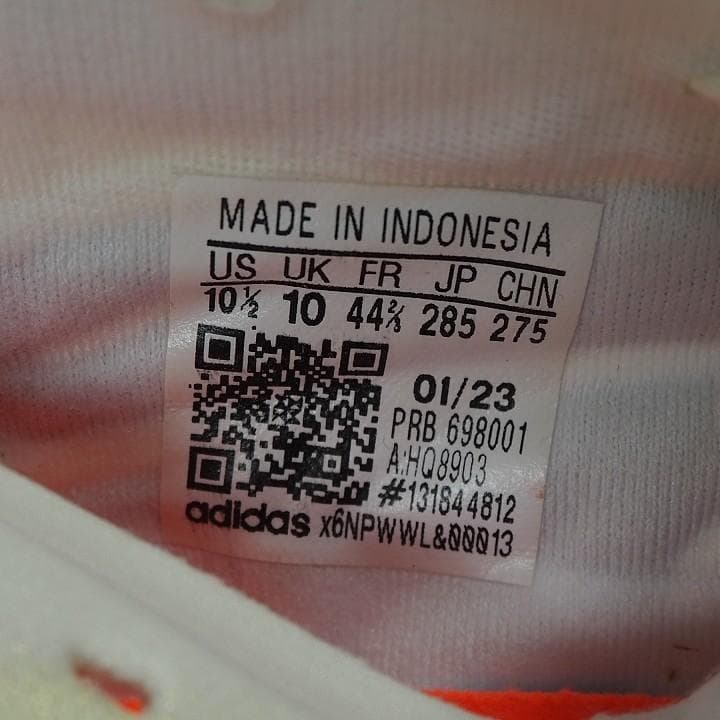 MADE IN INDONESIA
US UK FR JP CHN
10½ 10 44⅔ 285 275
01/23
PRB 698001
A:HQ8903
#131844812
adidas x6NPWWL&00013